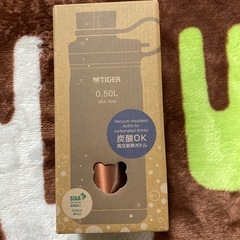 TIGER
0.50L
MTA-T050
Vacuum insulated
bottle for
carbonated drinks
炭酸OK
真空断熱ボトル
SIAA